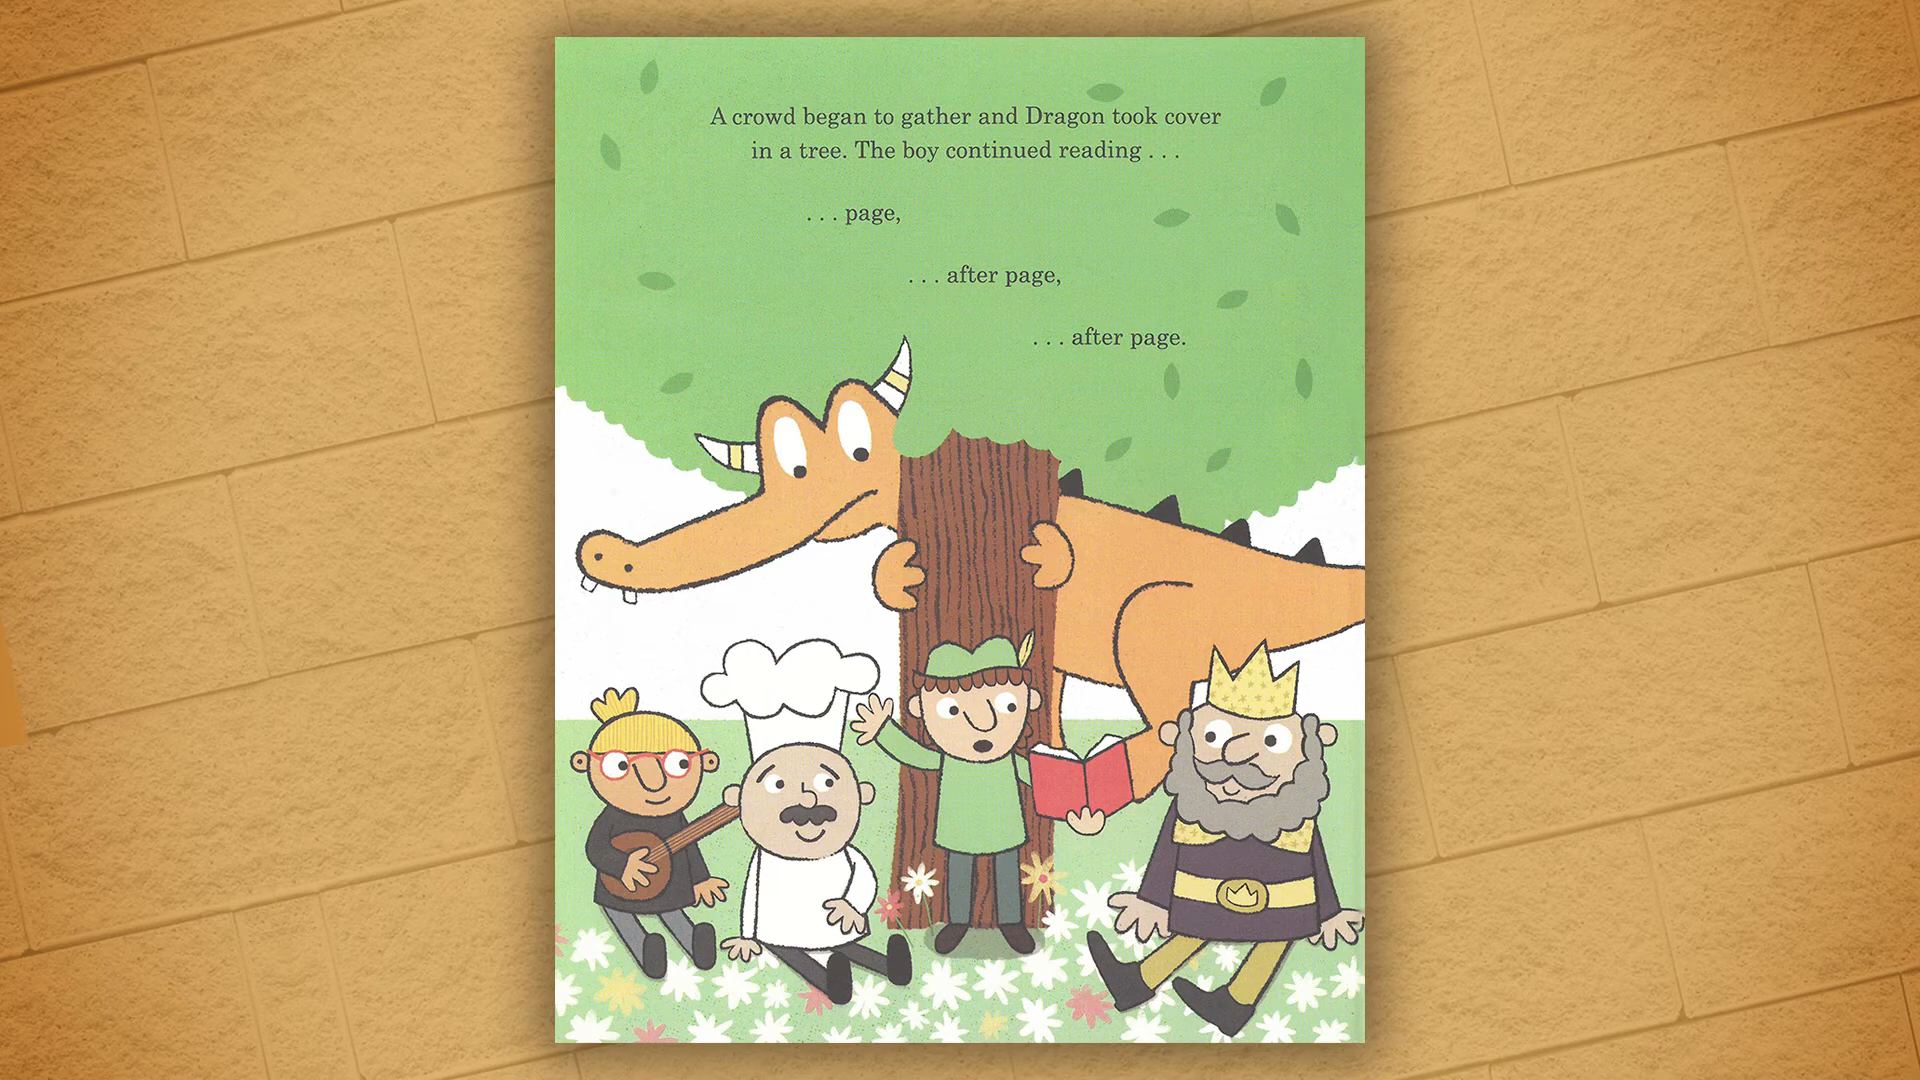 A crowd began to gather and Dragon took cover
in a tree. The boy continued reading . . .
. . . page,
. . . after page,
. . . after page.